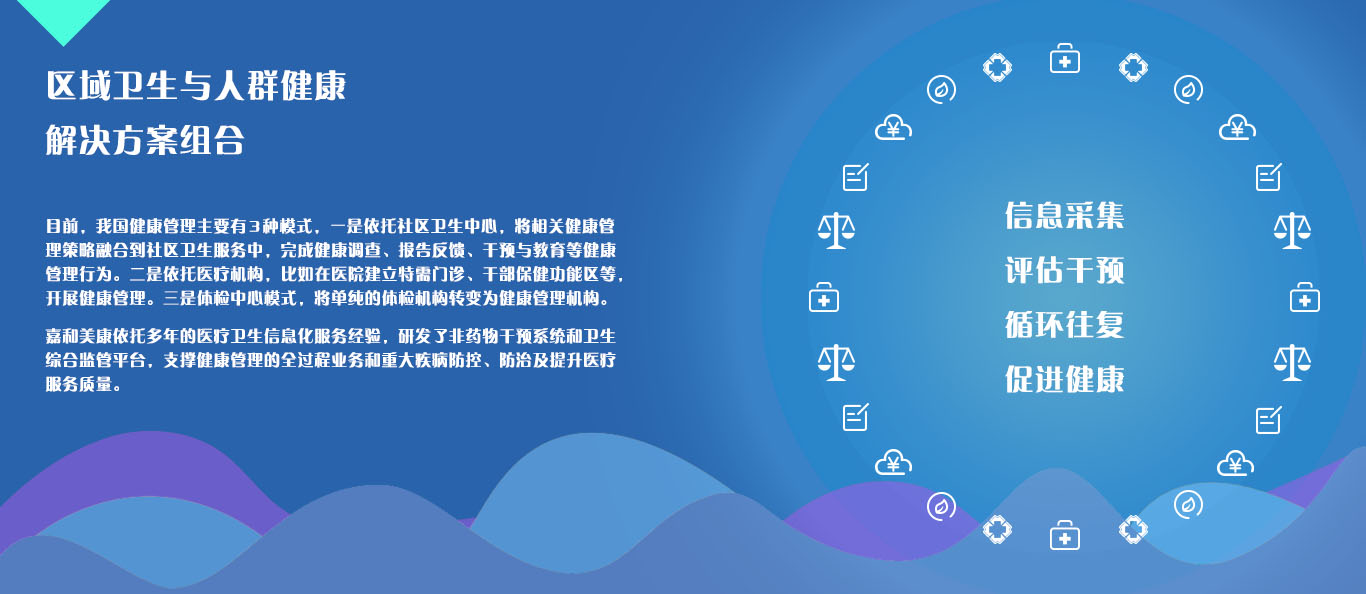 区域卫生与人群健康
解决方案组合
目前，我国健康管理主要有3种模式，一是依托社区卫生中心，将相关健康管
理策略融合到社区卫生服务中，完成健康调查、报告反馈、干预与教育等健康
管理行为。二是依托医疗机构，比如在医院建立特需门诊、干部保健功能区等，
开展健康管理。三是体检中心模式，将单纯的体检机构转变为健康管理机构。
嘉和美康依托多年的医疗卫生信息化服务经验，研发了非药物干预系统和卫生
综合监管平台，支撑健康管理的全过程业务和重大疾病防控、防治及提升医疗
服务质量。
信息采集
评估干预
循环往复
促进健康